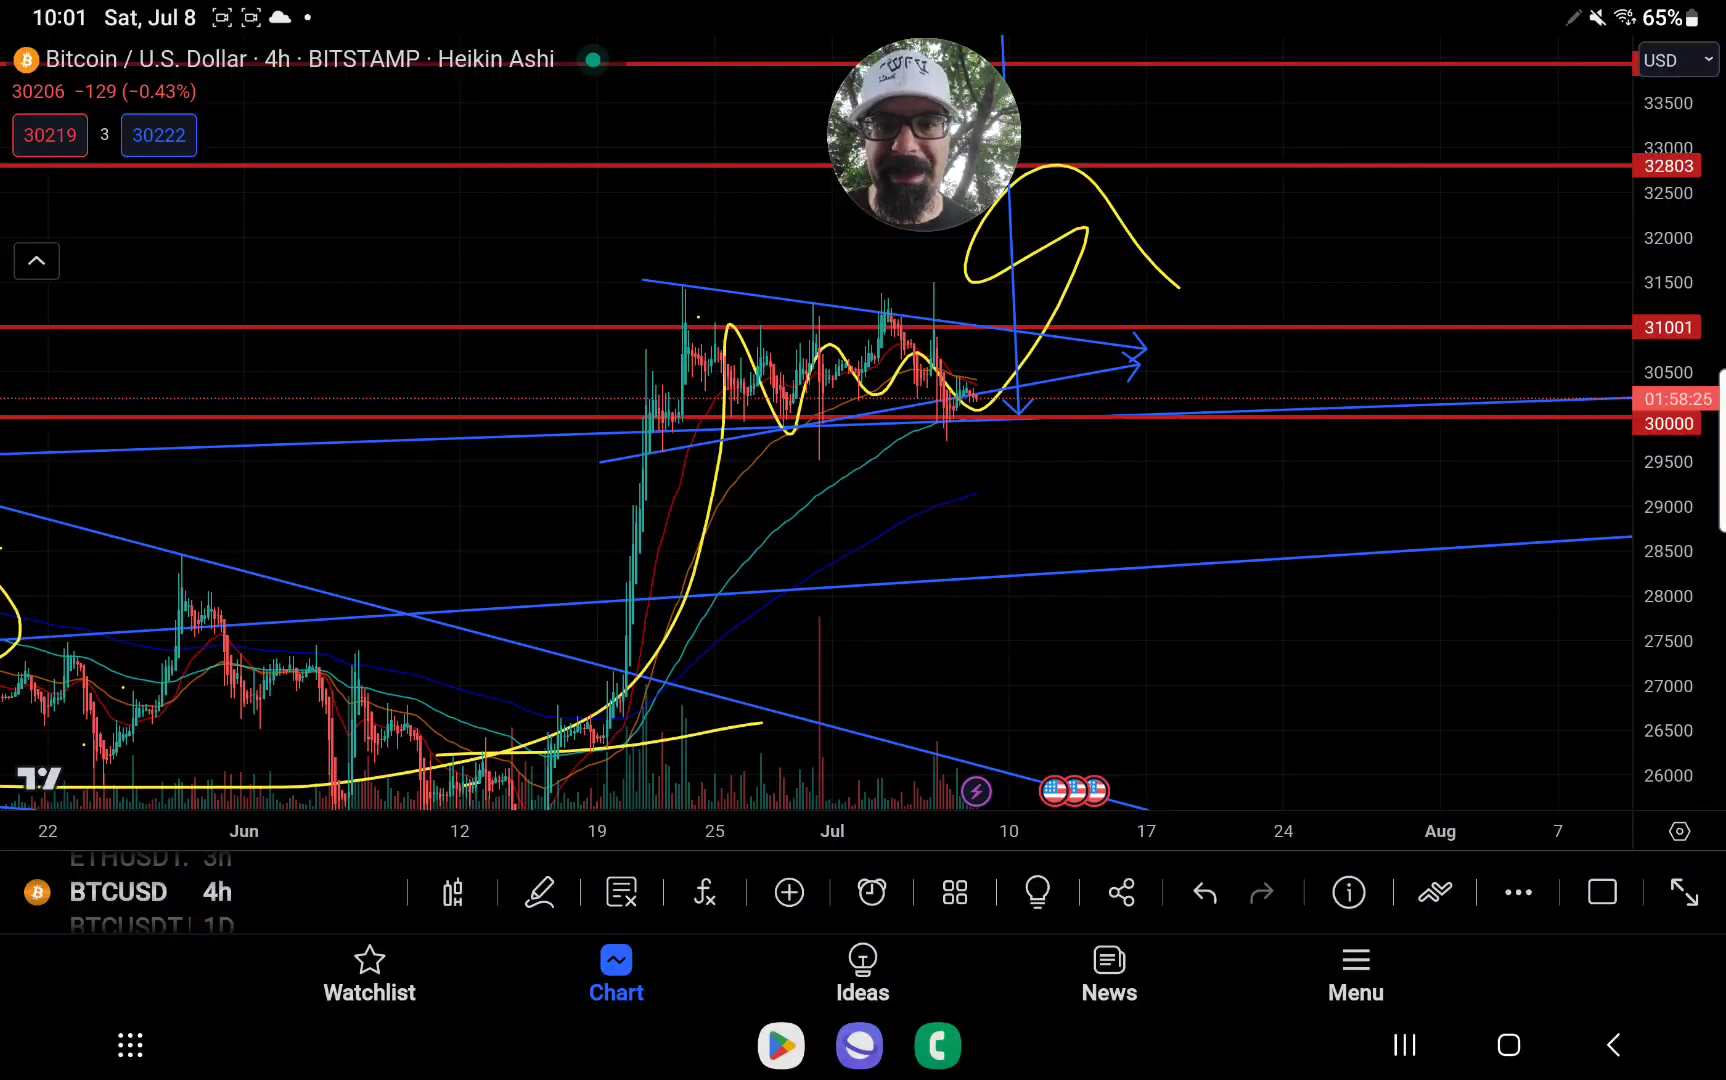 10:01 Sat, Jul 8 65%
Bitcoin / U.S. Dollar · 4h · BITSTAMP · Heikin Ashi
USD
30206 −129 (−0.43%)
30219 3 30222
33500
33000
32803
32500
32000
31500
31001
30500
01:58:25
30000
29500
29000
28500
28000
27500
27000
26500
26000
22 Jun 12 19 25 Jul 10 17 24 Aug 7
ETHUSDT. 3h
BTCUSD 4h
BTCUSDT 1D
Watchlist Chart Ideas News Menu